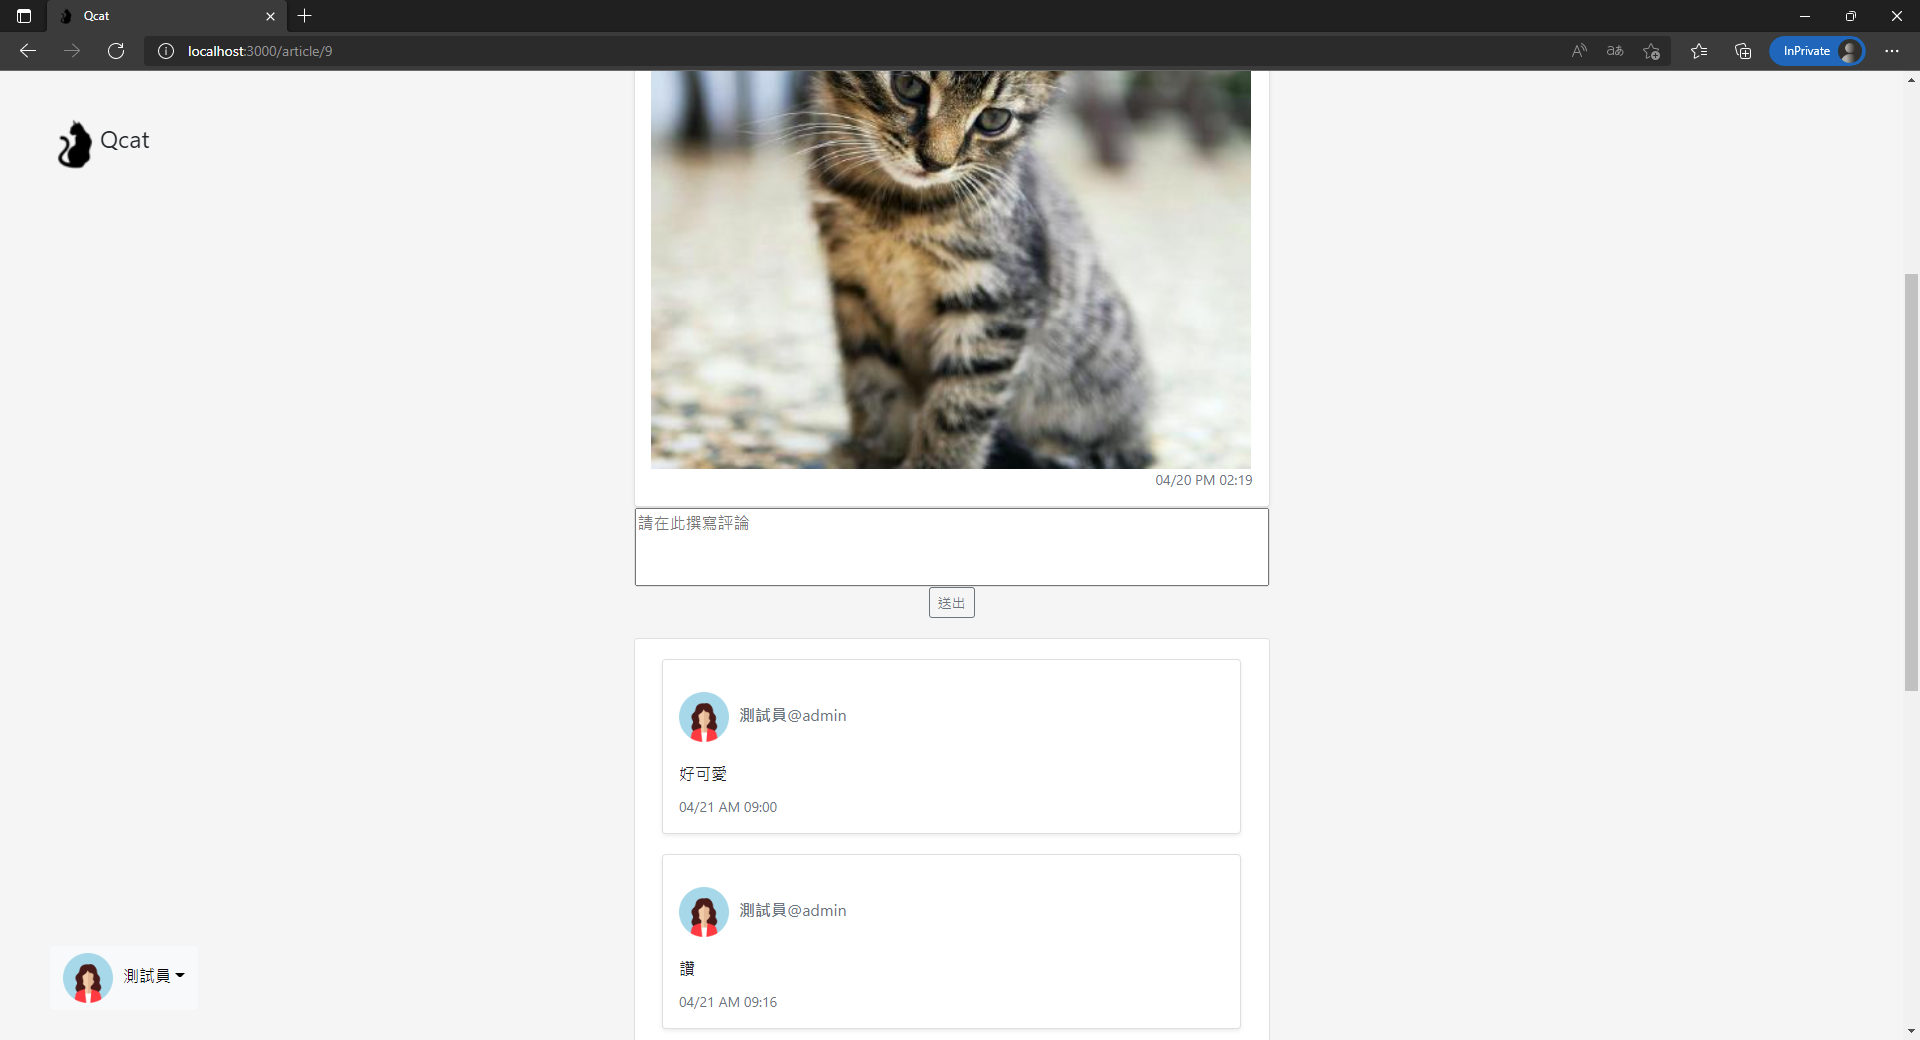 Qcat
localhost:3000/article/9
InPrivate
Qcat
04/20 PM 02:19
請在此撰寫評論
送出
測試員@admin
好可愛
04/21 AM 09:00
測試員@admin
讚
04/21 AM 09:16
測試員